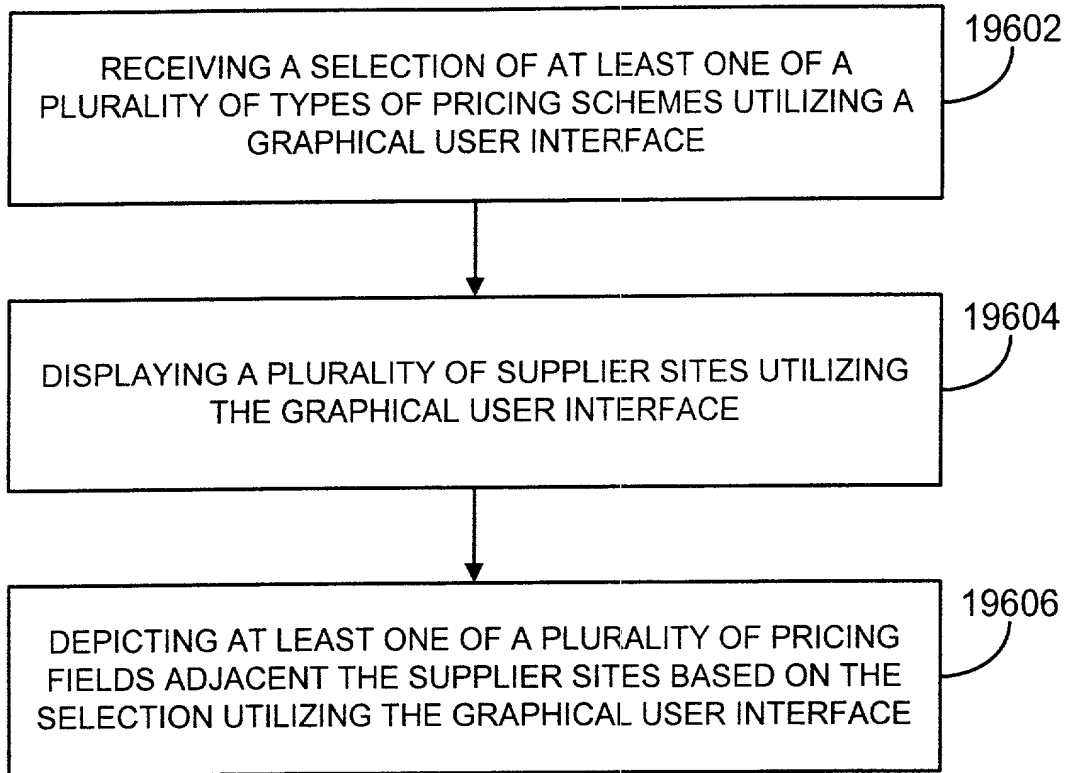 19602
RECEIVING A SELECTION OF AT LEAST ONE OF A
PLURALITY OF TYPES OF PRICING SCHEMES UTILIZING A
GRAPHICAL USER INTERFACE
19604
DISPLAYING A PLURALITY OF SUPPLIER SITES UTILIZING
THE GRAPHICAL USER INTERFACE
19606
DEPICTING AT LEAST ONE OF A PLURALITY OF PRICING
FIELDS ADJACENT THE SUPPLIER SITES BASED ON THE
SELECTION UTILIZING THE GRAPHICAL USER INTERFACE